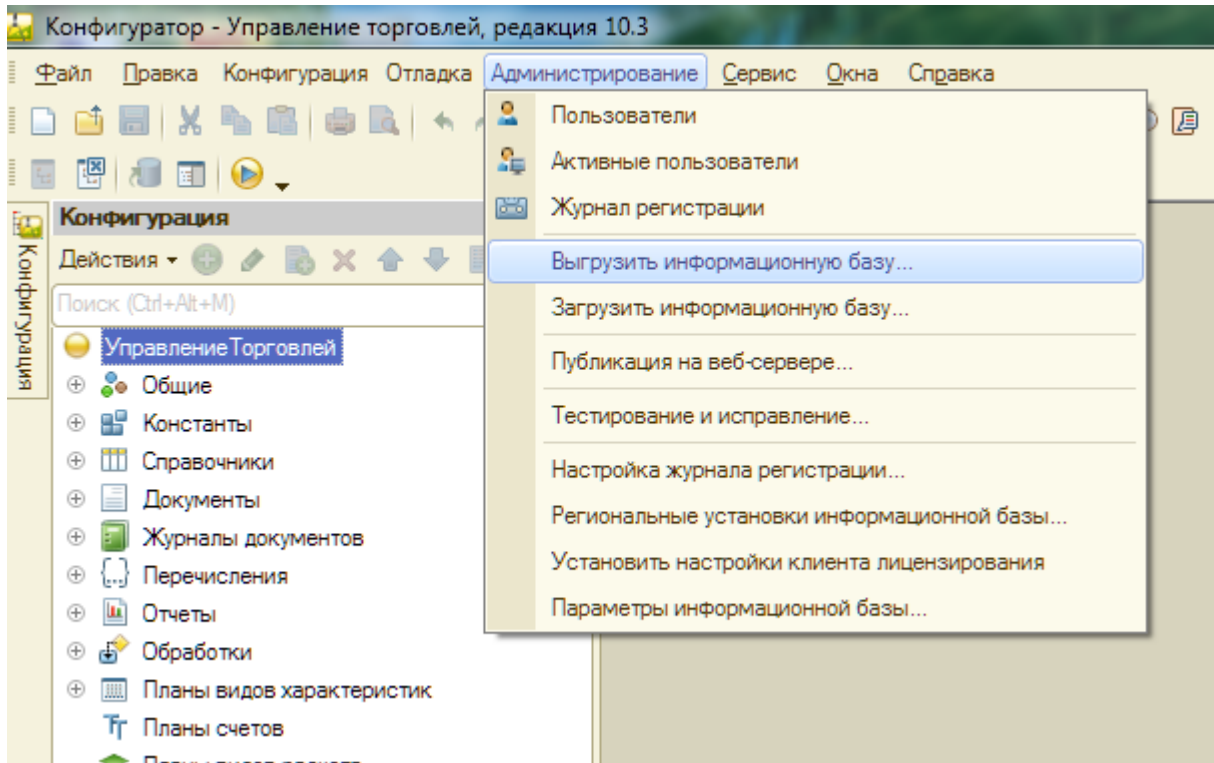 Конфигуратор - Управление торговлей, редакция 10.3
Файл Правка Конфигурация Отладка Администрирование Сервис Окна Справка
Пользователи
Активные пользователи
Журнал регистрации
Выгрузить информационную базу...
Загрузить информационную базу...
Публикация на веб-сервере...
Тестирование и исправление...
Настройка журнала регистрации...
Региональные установки информационной базы...
Установить настройки клиента лицензирования
Параметры информационной базы...
Конфигурация
Конфигурация
Действия
Поиск (Ctrl+Alt+M)
УправлениеТорговлей
Общие
Константы
Справочники
Документы
Журналы документов
Перечисления
Отчеты
Обработки
Планы видов характеристик
Планы счетов